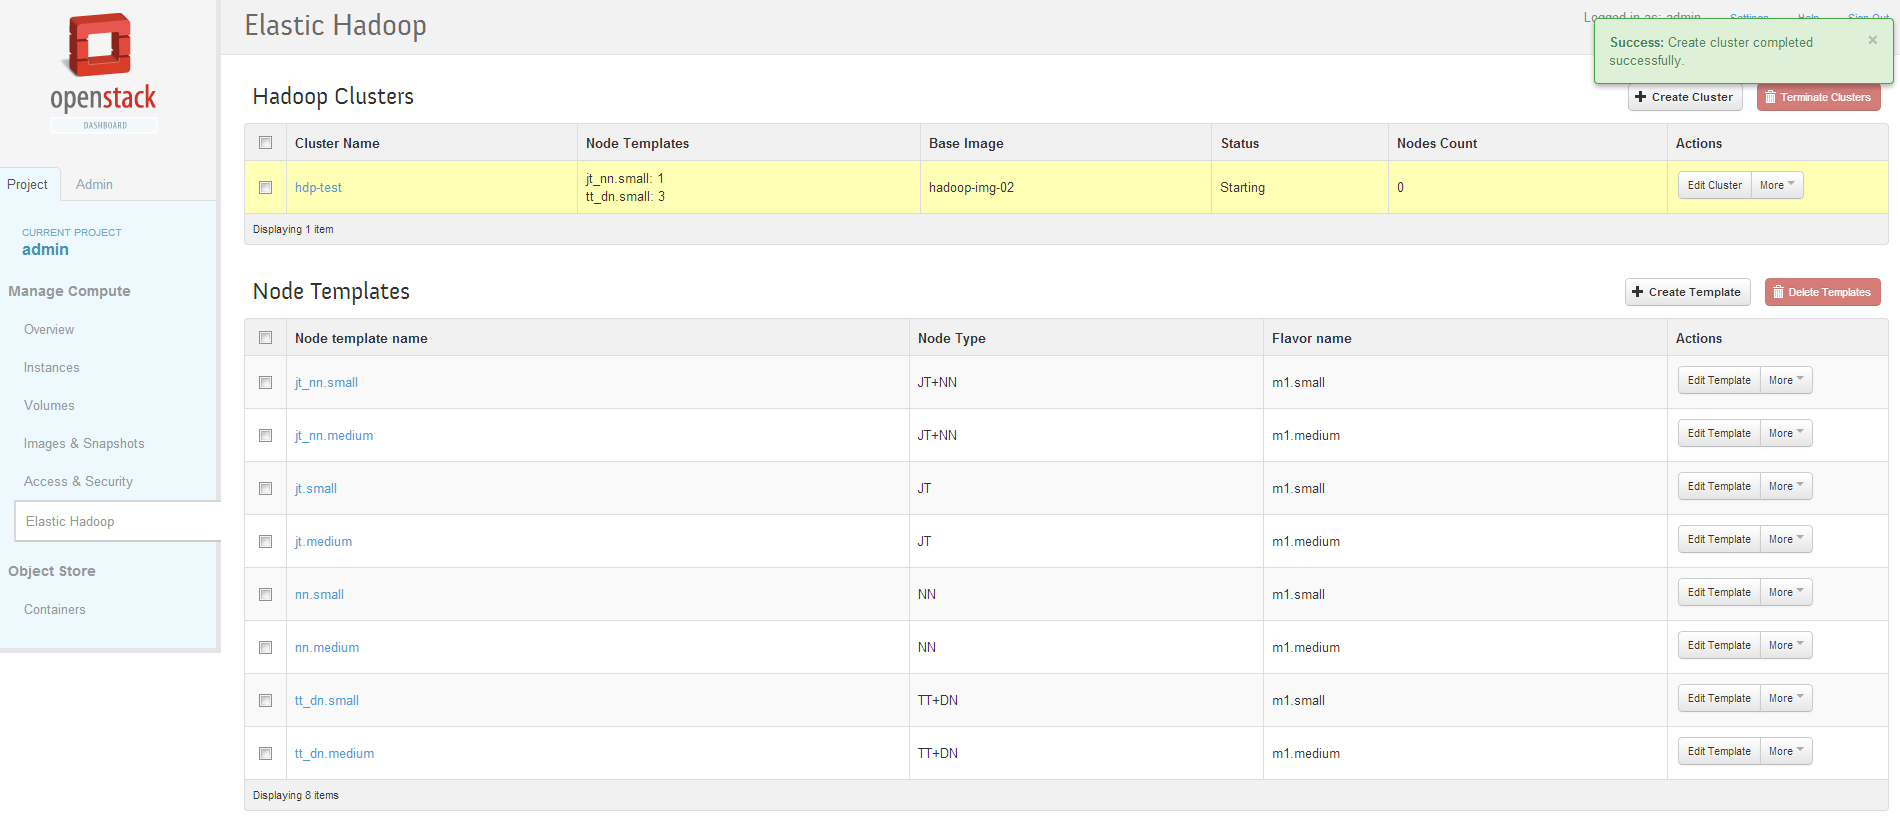 openstack
DASHBOARD
Project
Admin
CURRENT PROJECT
admin
Manage Compute
Overview
Instances
Volumes
Images & Snapshots
Access & Security
Elastic Hadoop
Object Store
Containers
Elastic Hadoop
Logged in as: admin
Settings
Help
Sign Out
Success: Create cluster completed
successfully.
×
Hadoop Clusters
Create Cluster
Terminate Clusters
Cluster Name Node Templates Base Image Status Nodes Count Actions
hdp-test jt_nn.small: 1
tt_dn.small: 3 hadoop-img-02 Starting 0 Edit Cluster More
Displaying 1 item
Node Templates
Create Template
Delete Templates
Node template name Node Type Flavor name Actions
jt_nn.small JT+NN m1.small Edit Template More
jt_nn.medium JT+NN m1.medium Edit Template More
jt.small JT m1.small Edit Template More
jt.medium JT m1.medium Edit Template More
nn.small NN m1.small Edit Template More
nn.medium NN m1.medium Edit Template More
tt_dn.small TT+DN m1.small Edit Template More
tt_dn.medium TT+DN m1.medium Edit Template More
Displaying 8 items